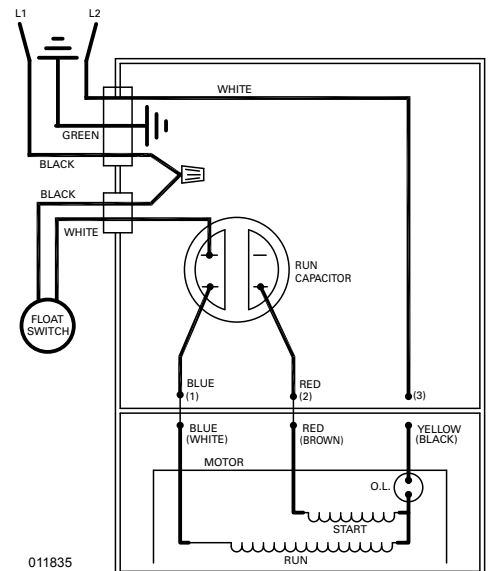 L1
L2
WHITE
GREEN
BLACK
BLACK
WHITE
RUN
CAPACITOR
FLOAT
SWITCH
BLUE
(1)
RED
(2)
(3)
BLUE
(WHITE)
RED
(BROWN)
YELLOW
(BLACK)
MOTOR
O.L.
START
RUN
011835